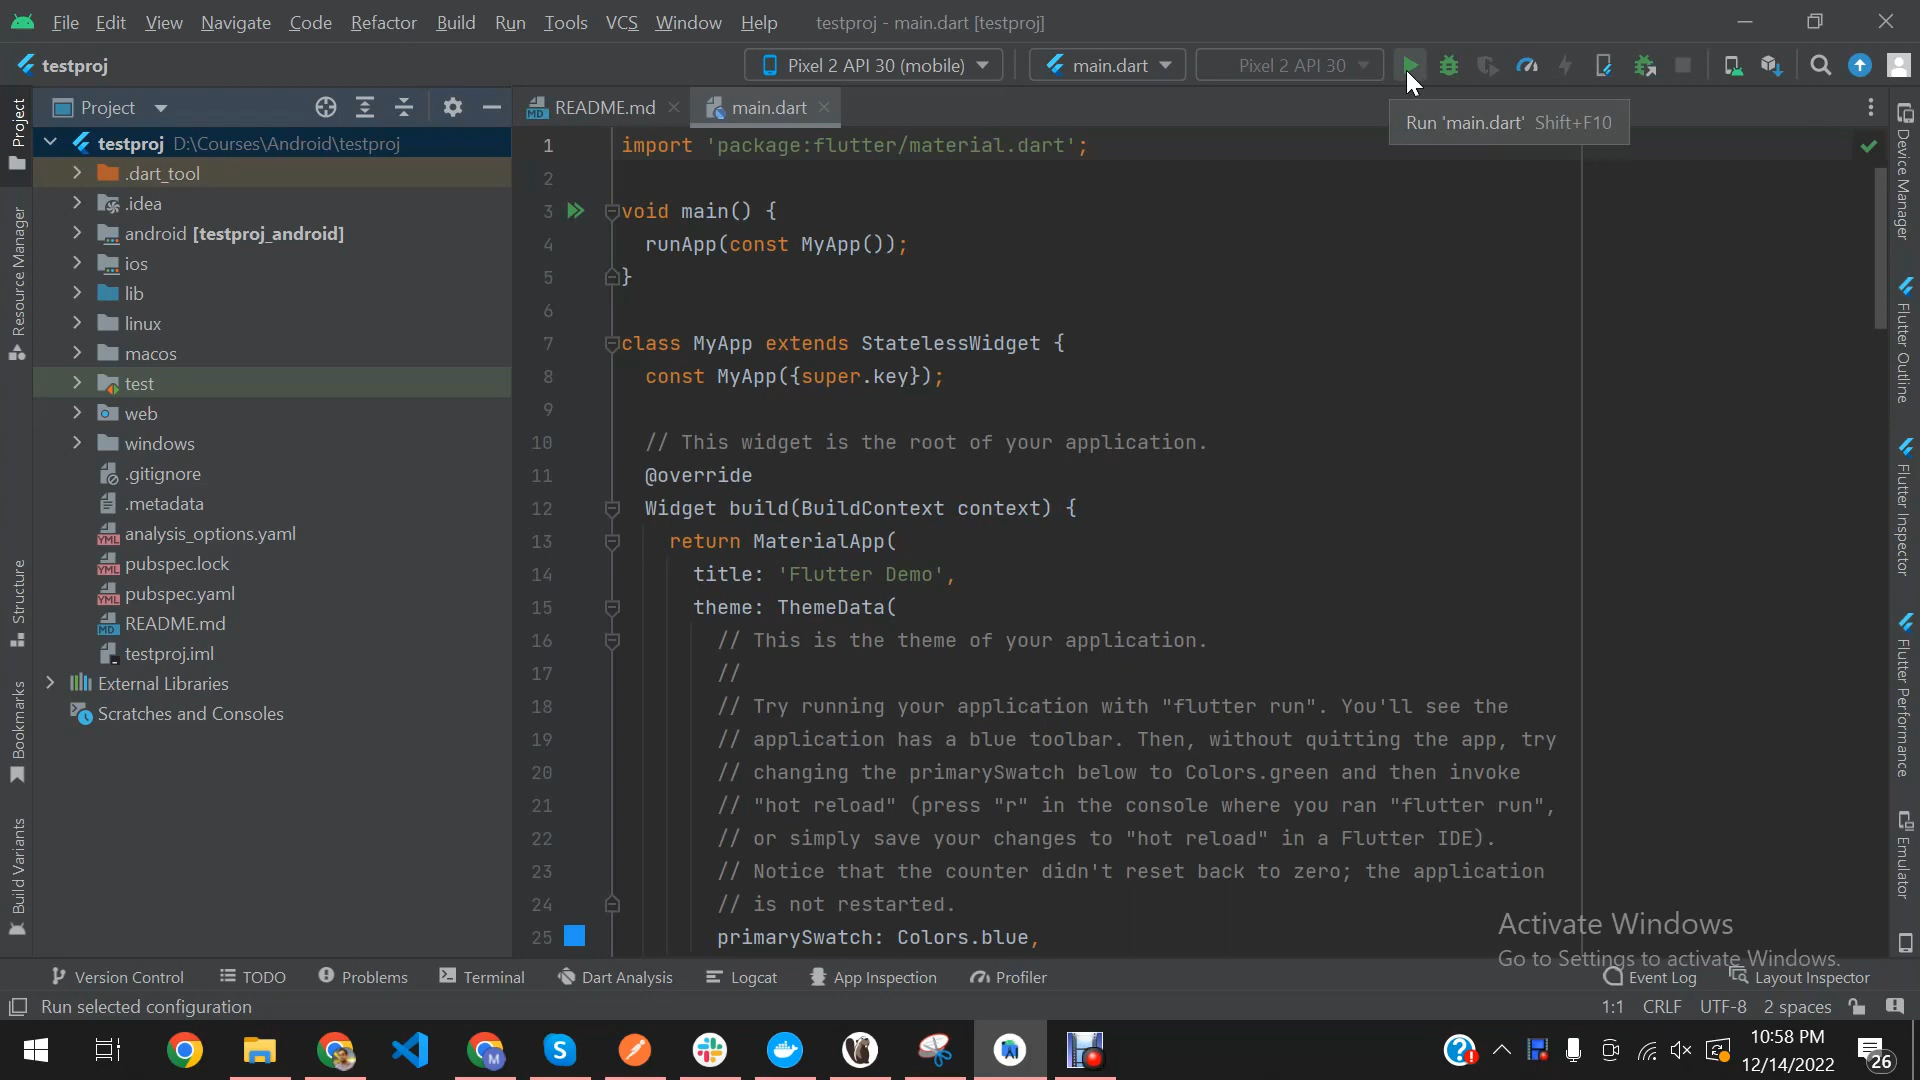 File Edit View Navigate Code Refactor Build Run Tools VCS Window Help testproj - main.dart [testproj]
testproj Pixel 2 API 30 (mobile) main.dart Pixel 2 API 30
Run 'main.dart' Shift+F10
Project README.md main.dart
testproj D:\Courses\Android\testproj
.dart_tool
.idea
android [testproj_android]
ios
lib
linux
macos
test
web
windows
.gitignore
.metadata
analysis_options.yaml
pubspec.lock
pubspec.yaml
README.md
testproj.iml
External Libraries
Scratches and Consoles
Project
Resource Manager
Structure
Bookmarks
Build Variants
1 import 'package:flutter/material.dart';
2
3 void main() {
4 runApp(const MyApp());
5 }
6
7 class MyApp extends StatelessWidget {
8 const MyApp({super.key});
9
10 // This widget is the root of your application.
11 @override
12 Widget build(BuildContext context) {
13 return MaterialApp(
14 title: 'Flutter Demo',
15 theme: ThemeData(
16 // This is the theme of your application.
17 //
18 // Try running your application with "flutter run". You'll see the
19 // application has a blue toolbar. Then, without quitting the app, try
20 // changing the primarySwatch below to Colors.green and then invoke
21 // "hot reload" (press "r" in the console where you ran "flutter run",
22 // or simply save your changes to "hot reload" in a Flutter IDE).
23 // Notice that the counter didn't reset back to zero; the application
24 // is not restarted.
25 primarySwatch: Colors.blue,
Device Manager
Flutter Outline
Flutter Inspector
Flutter Performance
Emulator
Activate Windows
Go to Settings to activate Windows.
Version Control TODO Problems Terminal Dart Analysis Logcat App Inspection Profiler Event Log Layout Inspector
Run selected configuration 1:1 CRLF UTF-8 2 spaces
10:58 PM
12/14/2022
26